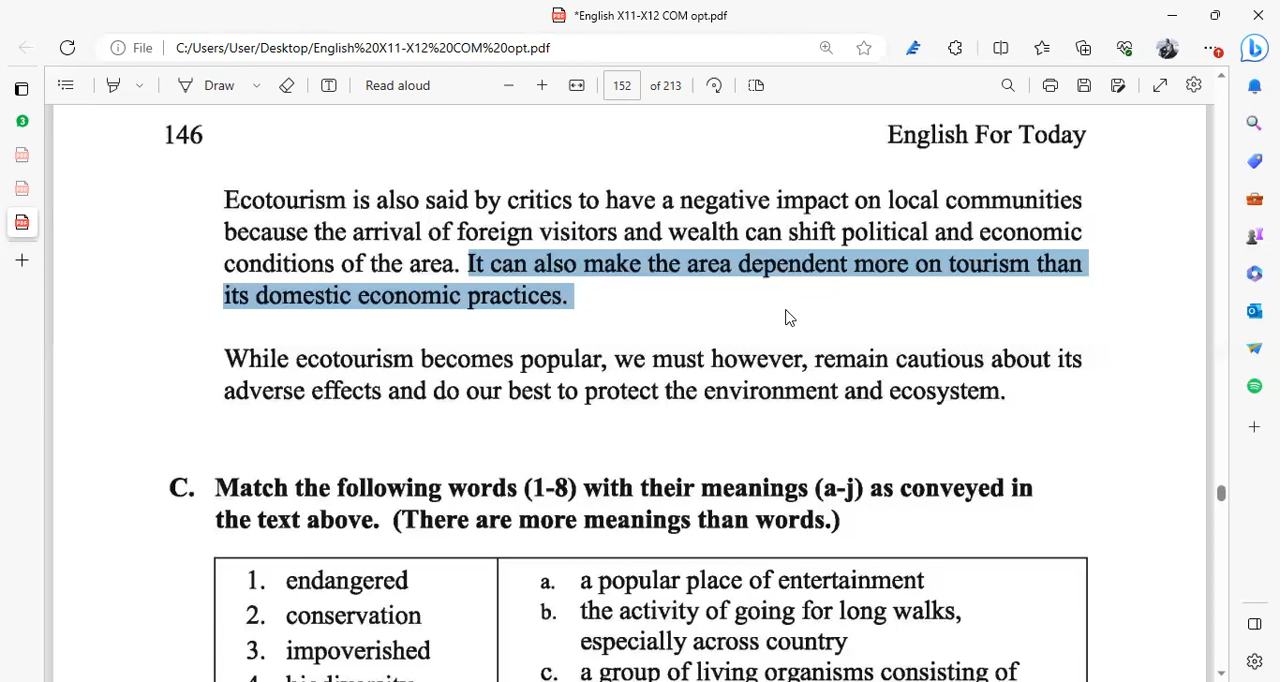 *English X11-X12 COM opt.pdf
File
C:/Users/User/Desktop/English%20X11-X12%20COM%20opt.pdf
Draw
Read aloud
152
of 213
146
English For Today
Ecotourism is also said by critics to have a negative impact on local communities
because the arrival of foreign visitors and wealth can shift political and economic
conditions of the area. It can also make the area dependent more on tourism than
its domestic economic practices.
While ecotourism becomes popular, we must however, remain cautious about its
adverse effects and do our best to protect the environment and ecosystem.
C. Match the following words (1-8) with their meanings (a-j) as conveyed in
the text above. (There are more meanings than words.)
1. endangered
2. conservation
3. impoverished
a. a popular place of entertainment
b. the activity of going for long walks,
especially across country
c. a group of living organisms consisting of